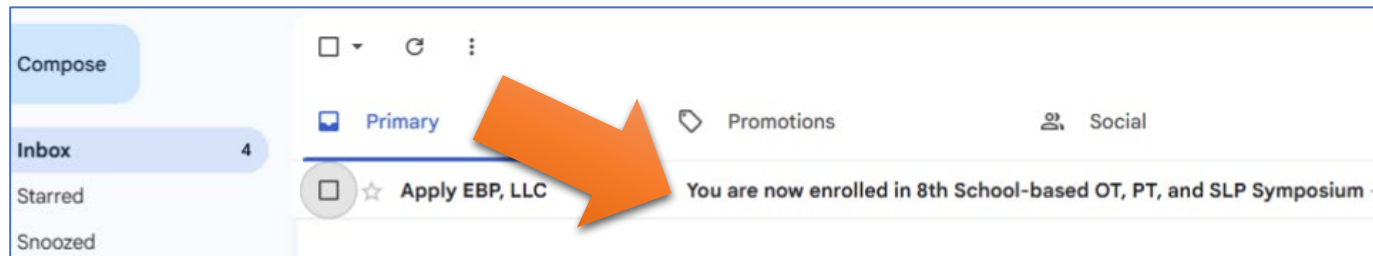 Compose
Primary
Promotions
Social
Inbox 4
Apply EBP, LLC You are now enrolled in 8th School-based OT, PT, and SLP Symposium
Starred
Snoozed